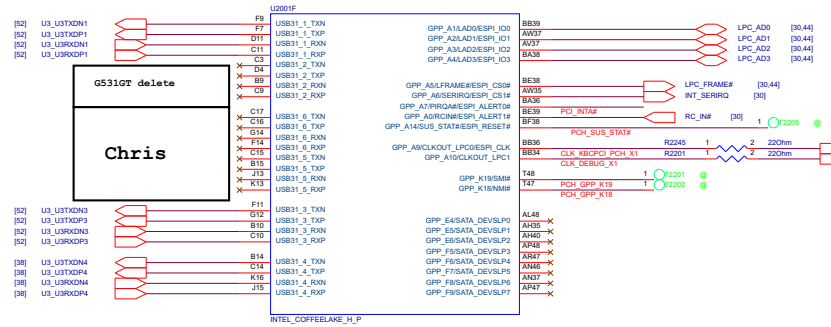 U2001F
[52] U3_U3TXDN1 F9 USB31_1_TXN
[52] U3_U3TXDP1 F7 USB31_1_TXP
[52] U3_U3RXDN1 D11 USB31_1_RXN
[52] U3_U3RXDP1 C11 USB31_1_RXP
C3 USB31_2_TXN
D4 USB31_2_TXP
B9 USB31_2_RXN
C9 USB31_2_RXP
G531GT delete
Chris
C17 USB31_6_TXN
C16 USB31_6_TXP
G14 USB31_6_RXN
F14 USB31_6_RXP
C15 USB31_5_TXN
B15 USB31_5_TXP
J13 USB31_5_RXN
K13 USB31_5_RXP
[52] U3_U3TXDN3 F11 USB31_3_TXN
[52] U3_U3TXDP3 G12 USB31_3_TXP
[52] U3_U3RXDN3 B10 USB31_3_RXN
[52] U3_U3RXDP3 C10 USB31_3_RXP
[38] U3_U3TXDN4 B14 USB31_4_TXN
[38] U3_U3TXDP4 C14 USB31_4_TXP
[38] U3_U3RXDN4 K16 USB31_4_RXN
[38] U3_U3RXDP4 J15 USB31_4_RXP
GPP_A1/LAD0/ESPI_IO0 BB39 LPC_AD0 [30,44]
GPP_A2/LAD1/ESPI_IO1 AW37 LPC_AD1 [30,44]
GPP_A3/LAD2/ESPI_IO2 AV37 LPC_AD2 [30,44]
GPP_A4/LAD3/ESPI_IO3 BA38 LPC_AD3 [30,44]
GPP_A5/LFRAME#/ESPI_CS0# BE38 LPC_FRAME# [30,44]
GPP_A6/SERIRQ/ESPI_CS1# AW35 INT_SERIRQ [30]
GPP_A7/PIRQA#/ESPI_ALERT0# BA36 PCI_INTA#
GPP_A0/RCIN#/ESPI_ALERT1# BE39 RC_IN# [30]
GPP_A14/SUS_STAT#/ESPI_RESET# BF38 PCH_SUS_STAT# 1 T2205 @
GPP_A9/CLKOUT_LPC0/ESPI_CLK BB36 CLK_KBCPCI_PCH_X1 R2245 1 2 22Ohm
GPP_A10/CLKOUT_LPC1 BB34 CLK_DEBUG_X1 R2201 1 2 22Ohm
GPP_K19/SMI# T48 PCH_GPP_K19 1 T2201 @
GPP_K18/NMI# T47 PCH_GPP_K18 1 T2202 @
GPP_E4/SATA_DEVSLP0 AL48
GPP_E5/SATA_DEVSLP1 AH35
GPP_E6/SATA_DEVSLP2 AH40
GPP_F5/SATA_DEVSLP3 AP48
GPP_F6/SATA_DEVSLP4 AR47
GPP_F7/SATA_DEVSLP5 AN46
GPP_F8/SATA_DEVSLP6 AN37
GPP_F9/SATA_DEVSLP7 AP47
INTEL_COFFEELAKE_H_P